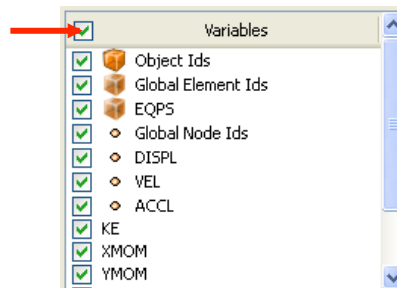 Variables
Object Ids
Global Element Ids
EQPS
Global Node Ids
DISPL
VEL
ACCL
KE
XMOM
YMOM